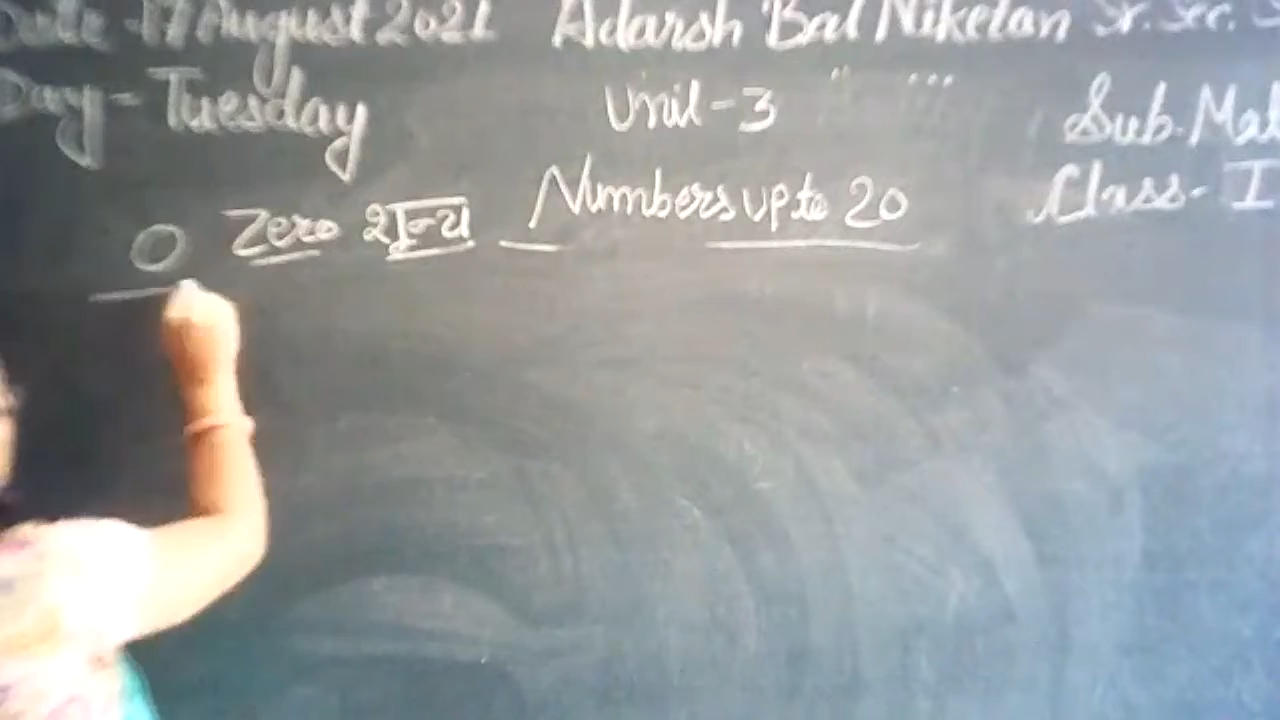 Date - 17 August 2021 Adarsh Bal Niketan Sr. Sec. S
Day - Tuesday Unit - 3 " " ' ' ' Sub. Mat
Numbers up to 20 Class - I
0 Zero शून्य